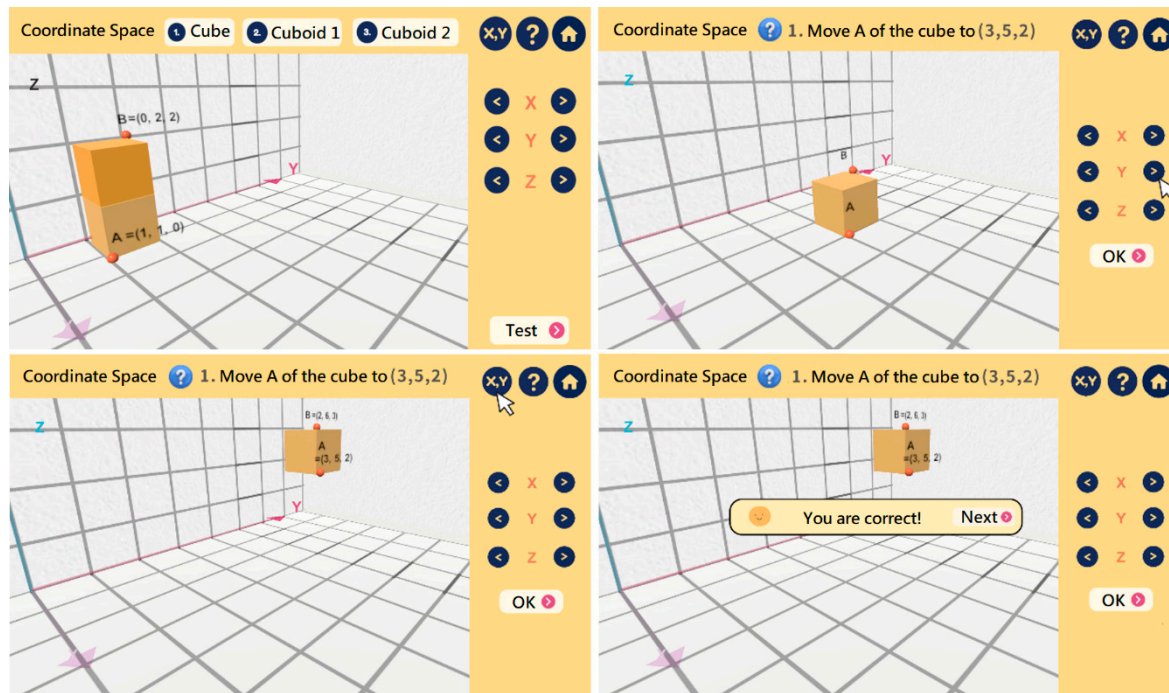 Coordinate Space 1. Cube 2. Cuboid 1 3. Cuboid 2 X,Y ?
Z
B=(0, 2, 2)
Y
A =(1, 1, 0)
< X >
< Y >
< Z >
Test >
Coordinate Space ? 1. Move A of the cube to (3,5,2) X,Y ?
Z
B
Y
A
< X >
< Y >
< Z >
OK >
Coordinate Space ? 1. Move A of the cube to (3,5,2) X,Y ?
B=(2, 6, 3)
Z
A
=(3, 5, 2)
Y
< X >
< Y >
< Z >
OK >
Coordinate Space ? 1. Move A of the cube to (3,5,2) X,Y ?
B=(2, 6, 3)
Z
A
=(3, 5, 2)
You are correct! Next >
< X >
< Y >
< Z >
OK >